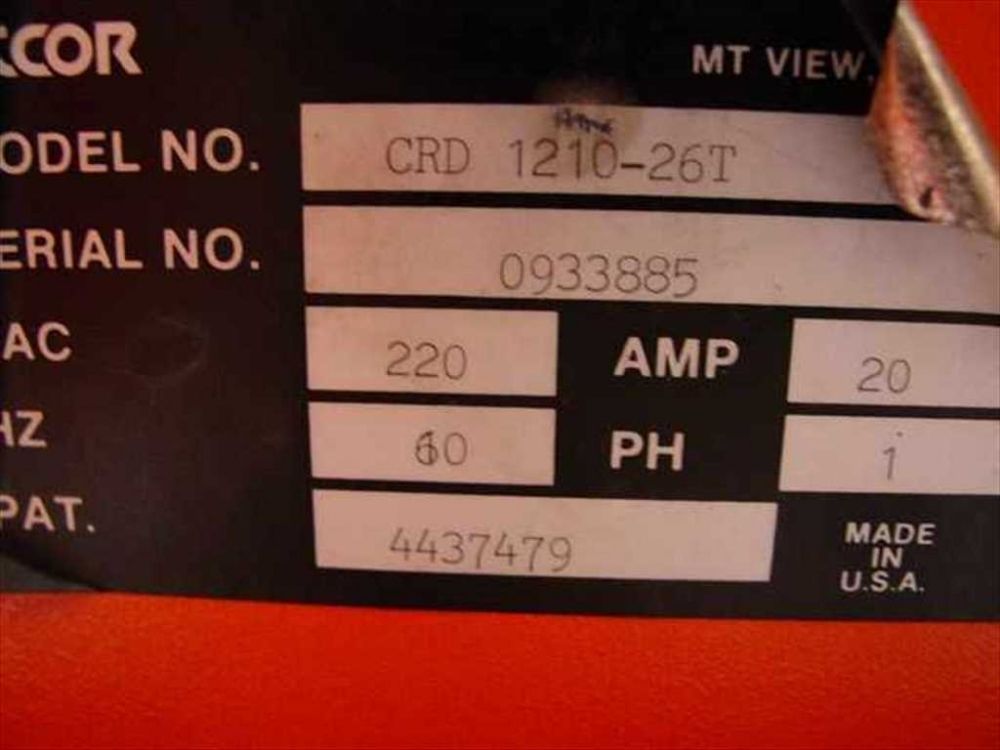 CCOR
MT VIEW,
ODEL NO. CRD 1210-26T
ERIAL NO. 0933885
AC 220 AMP 20
HZ 60 PH 1
PAT. 4437479
MADE
IN
U.S.A.